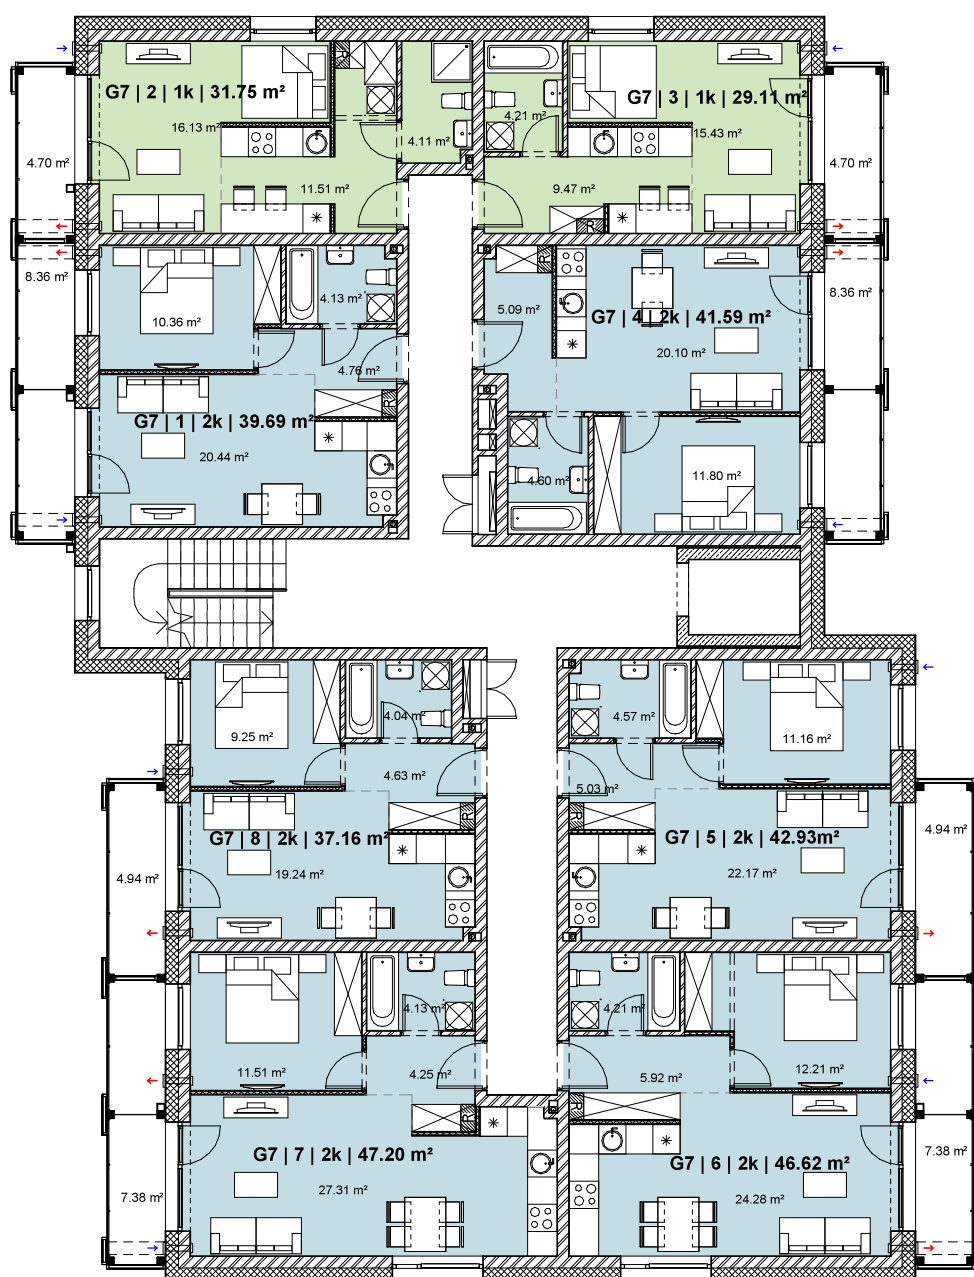 G7 | 2 | 1k | 31.75 m²
16.13 m²
4.11 m²
11.51 m²
4.70 m²
G7 | 3 | 1k | 29.11 m²
4.21 m²
15.43 m²
9.47 m²
4.70 m²
8.36 m²
10.36 m²
4.13 m²
4.76 m²
R
G7 | 1 | 2k | 39.69 m²
20.44 m²
R
R
5.09 m²
G7 | 4 | 2k | 41.59 m²
20.10 m²
8.36 m²
4.60 m²
11.80 m²
R
R
9.25 m²
4.04 m²
4.63 m²
R
G7 | 8 | 2k | 37.16 m²
19.24 m²
4.94 m²
4.57 m²
11.16 m²
5.03 m²
R
G7 | 5 | 2k | 42.93m²
22.17 m²
4.94 m²
11.51 m²
4.13 m²
4.25 m²
R
G7 | 7 | 2k | 47.20 m²
27.31 m²
7.38 m²
4.21 m²
12.21 m²
5.92 m²
R
G7 | 6 | 2k | 46.62 m²
24.28 m²
7.38 m²